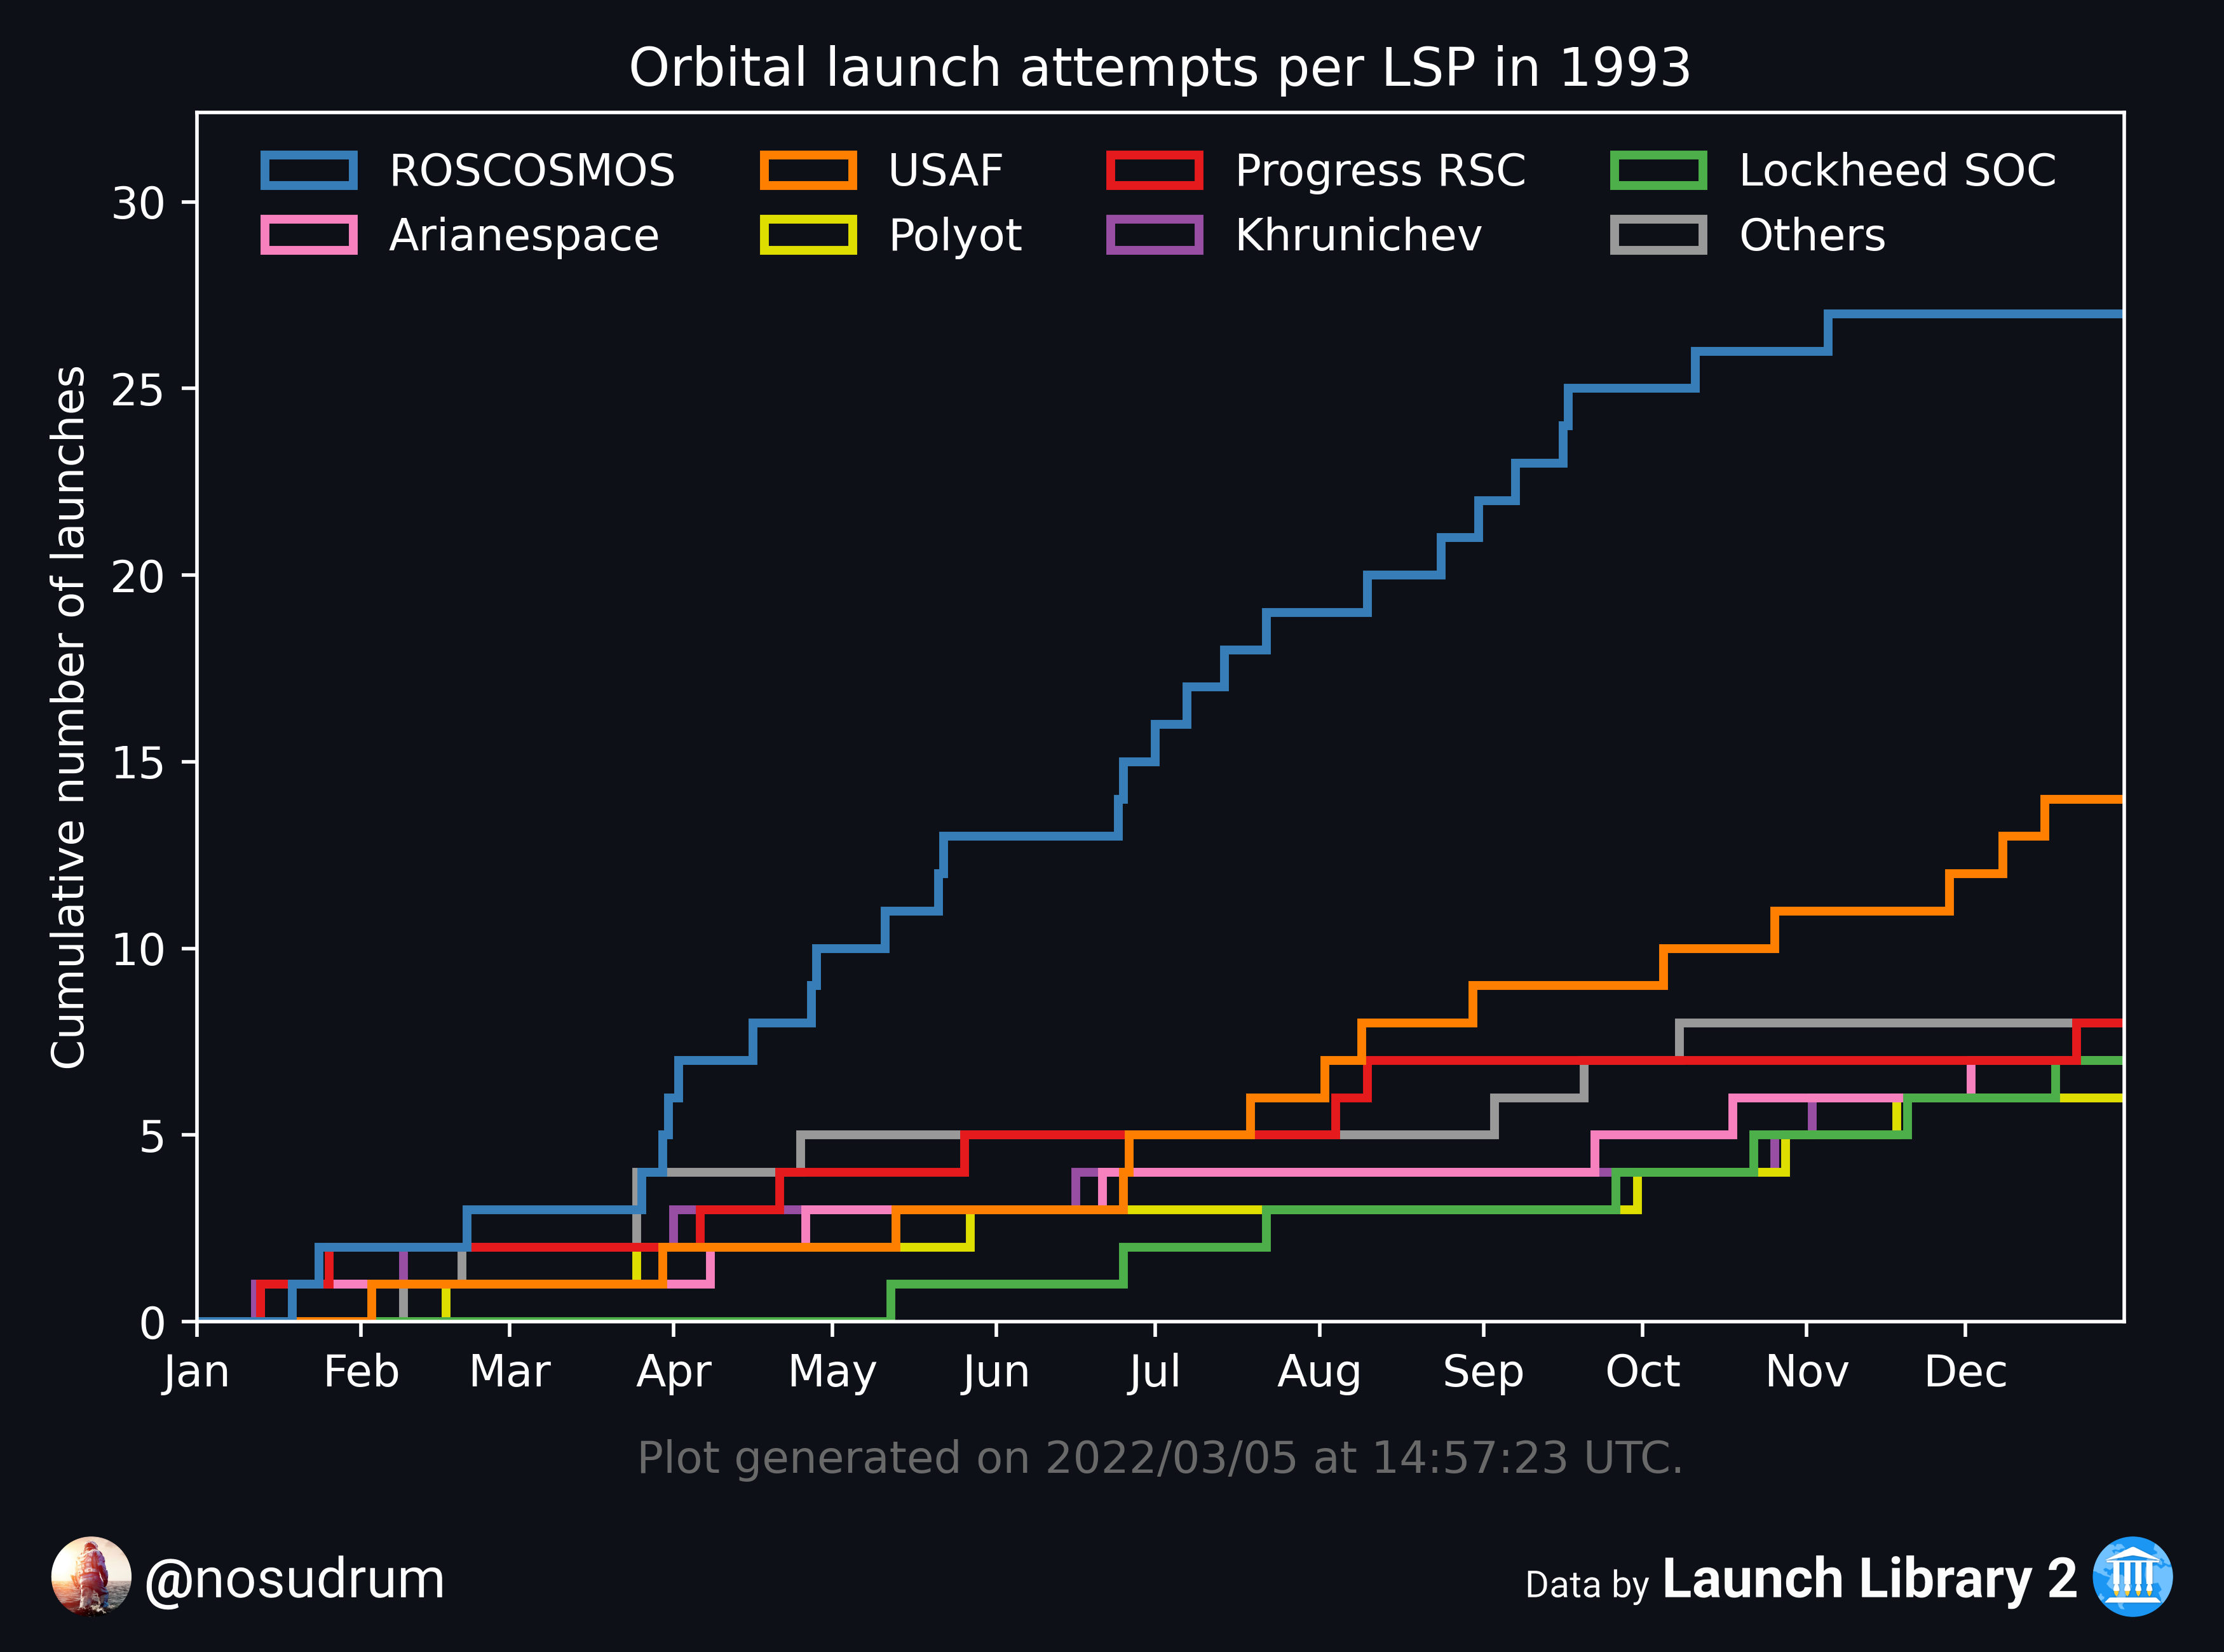 Orbital launch attempts per LSP in 1993
ROSCOSMOS USAF Progress RSC Lockheed SOC
Arianespace Polyot Khrunichev Others
Cumulative number of launches
30
25
20
15
10
5
0
Jan Feb Mar Apr May Jun Jul Aug Sep Oct Nov Dec
Plot generated on 2022/03/05 at 14:57:23 UTC.
@nosudrum
Data by Launch Library 2